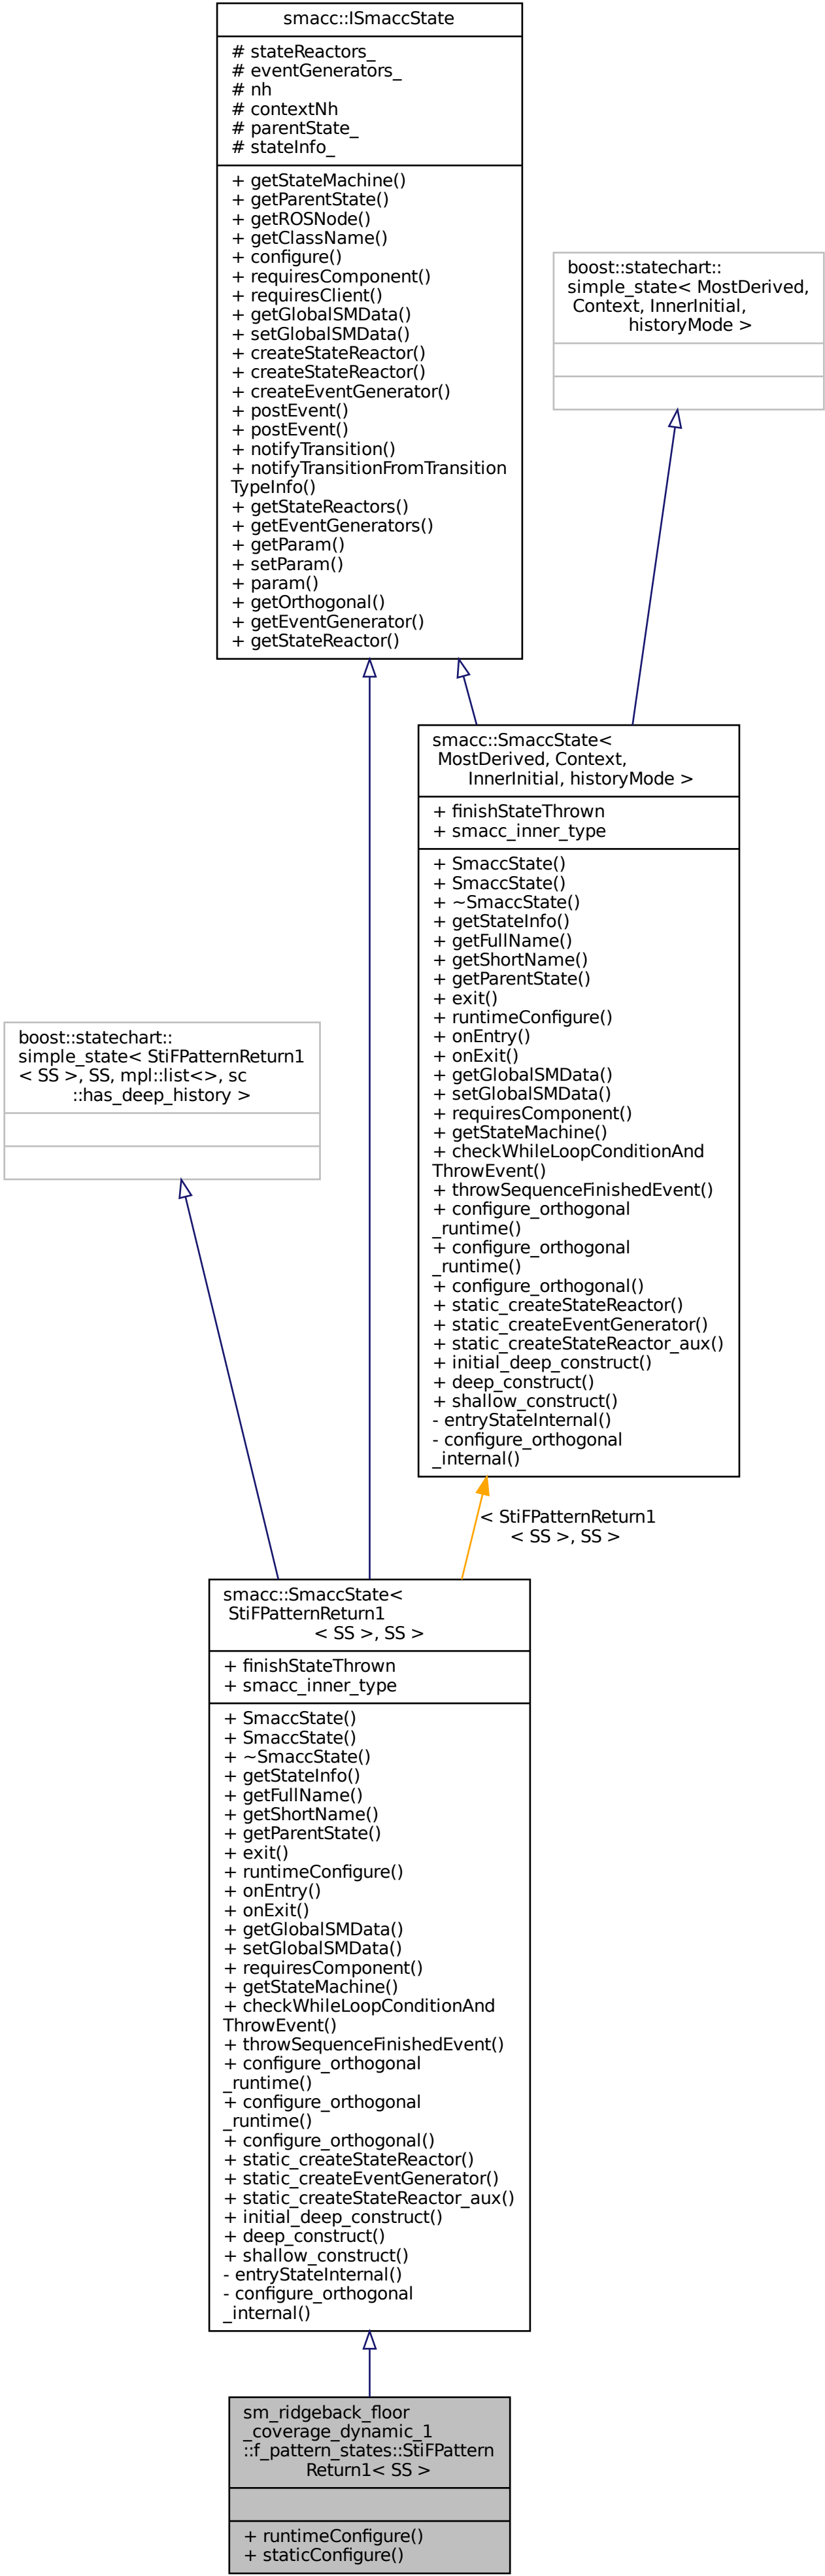 smacc::ISmaccState
# stateReactors_
# eventGenerators_
# nh
# contextNh
# parentState_
# stateInfo_
+ getStateMachine()
+ getParentState()
+ getROSNode()
+ getClassName()
+ configure()
+ requiresComponent()
+ requiresClient()
+ getGlobalSMData()
+ setGlobalSMData()
+ createStateReactor()
+ createStateReactor()
+ createEventGenerator()
+ postEvent()
+ postEvent()
+ notifyTransition()
+ notifyTransitionFromTransition
TypeInfo()
+ getStateReactors()
+ getEventGenerators()
+ getParam()
+ setParam()
+ param()
+ getOrthogonal()
+ getEventGenerator()
+ getStateReactor()
boost::statechart::
simple_state< MostDerived,
Context, InnerInitial,
historyMode >
smacc::SmaccState<
MostDerived, Context,
InnerInitial, historyMode >
+ finishStateThrown
+ smacc_inner_type
+ SmaccState()
+ SmaccState()
+ ~SmaccState()
+ getStateInfo()
+ getFullName()
+ getShortName()
+ getParentState()
+ exit()
+ runtimeConfigure()
+ onEntry()
+ onExit()
+ getGlobalSMData()
+ setGlobalSMData()
+ requiresComponent()
+ getStateMachine()
+ checkWhileLoopConditionAnd
ThrowEvent()
+ throwSequenceFinishedEvent()
+ configure_orthogonal
_runtime()
+ configure_orthogonal
_runtime()
+ configure_orthogonal()
+ static_createStateReactor()
+ static_createEventGenerator()
+ static_createStateReactor_aux()
+ initial_deep_construct()
+ deep_construct()
+ shallow_construct()
- entryStateInternal()
- configure_orthogonal
_internal()
boost::statechart::
simple_state< StiFPatternReturn1
< SS >, SS, mpl::list<>, sc
::has_deep_history >
< StiFPatternReturn1
< SS >, SS >
smacc::SmaccState<
StiFPatternReturn1
< SS >, SS >
+ finishStateThrown
+ smacc_inner_type
+ SmaccState()
+ SmaccState()
+ ~SmaccState()
+ getStateInfo()
+ getFullName()
+ getShortName()
+ getParentState()
+ exit()
+ runtimeConfigure()
+ onEntry()
+ onExit()
+ getGlobalSMData()
+ setGlobalSMData()
+ requiresComponent()
+ getStateMachine()
+ checkWhileLoopConditionAnd
ThrowEvent()
+ throwSequenceFinishedEvent()
+ configure_orthogonal
_runtime()
+ configure_orthogonal
_runtime()
+ configure_orthogonal()
+ static_createStateReactor()
+ static_createEventGenerator()
+ static_createStateReactor_aux()
+ initial_deep_construct()
+ deep_construct()
+ shallow_construct()
- entryStateInternal()
- configure_orthogonal
_internal()
sm_ridgeback_floor
_coverage_dynamic_1
::f_pattern_states::StiFPattern
Return1< SS >
+ runtimeConfigure()
+ staticConfigure()